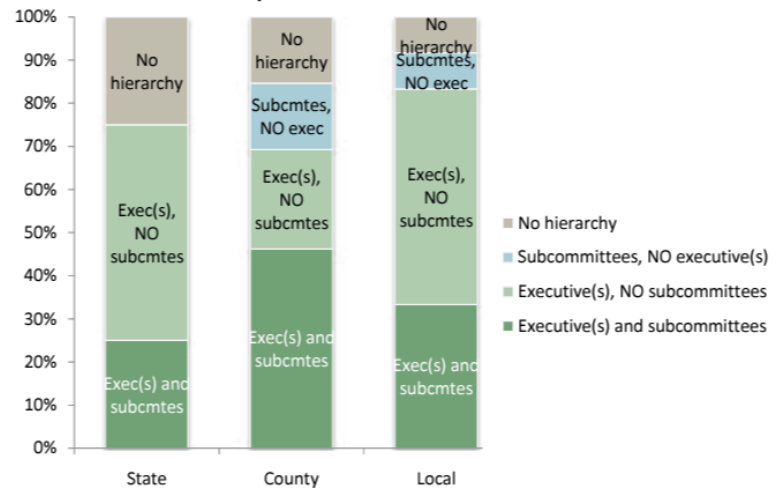 100%
90%
80%
70%
60%
50%
40%
30%
20%
10%
0%
No
hierarchy
Exec(s),
NO
subcmtes
Exec(s) and
subcmtes
No
hierarchy
Subcmtes,
NO exec
Exec(s),
NO
subcmtes
Exec(s) and
subcmtes
No
hierarchy
Subcmtes,
NO exec
Exec(s),
NO
subcmtes
Exec(s) and
subcmtes
State
County
Local
No hierarchy
Subcommittees, NO executive(s)
Executive(s), NO subcommittees
Executive(s) and subcommittees